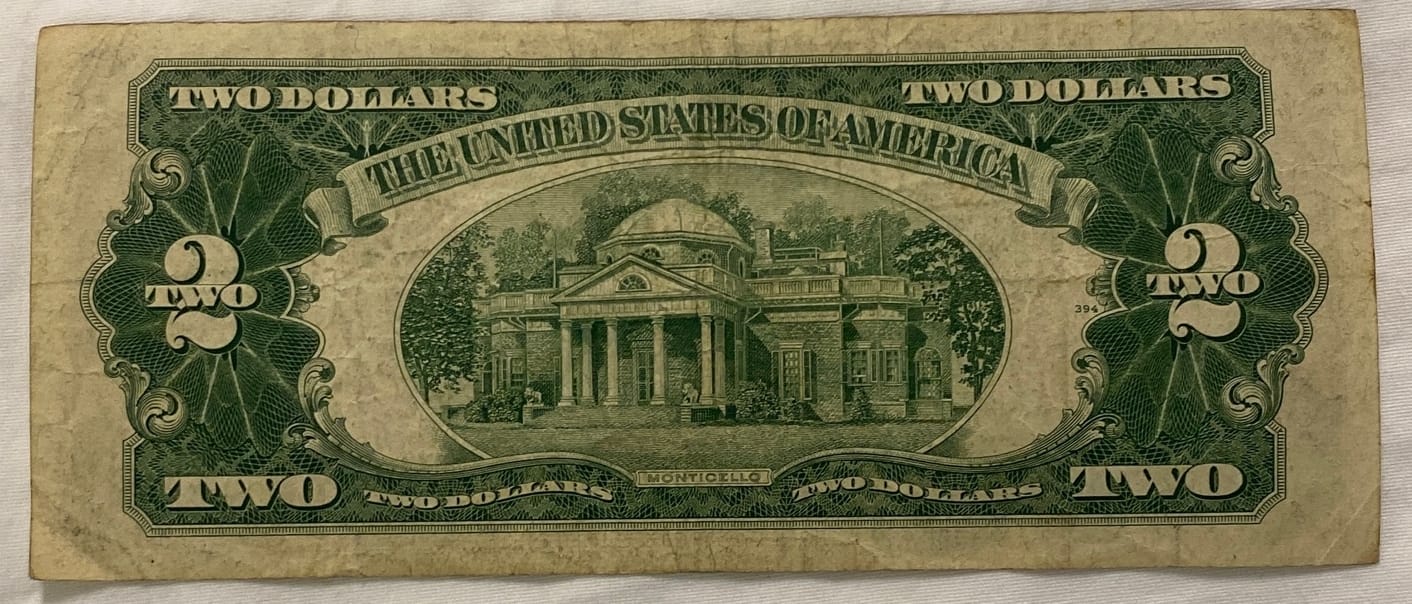 TWO DOLLARS TWO DOLLARS
THE UNITED STATES OF AMERICA
2 2
TWO TWO
394
MONTICELLO
TWO TWO DOLLARS TWO DOLLARS TWO